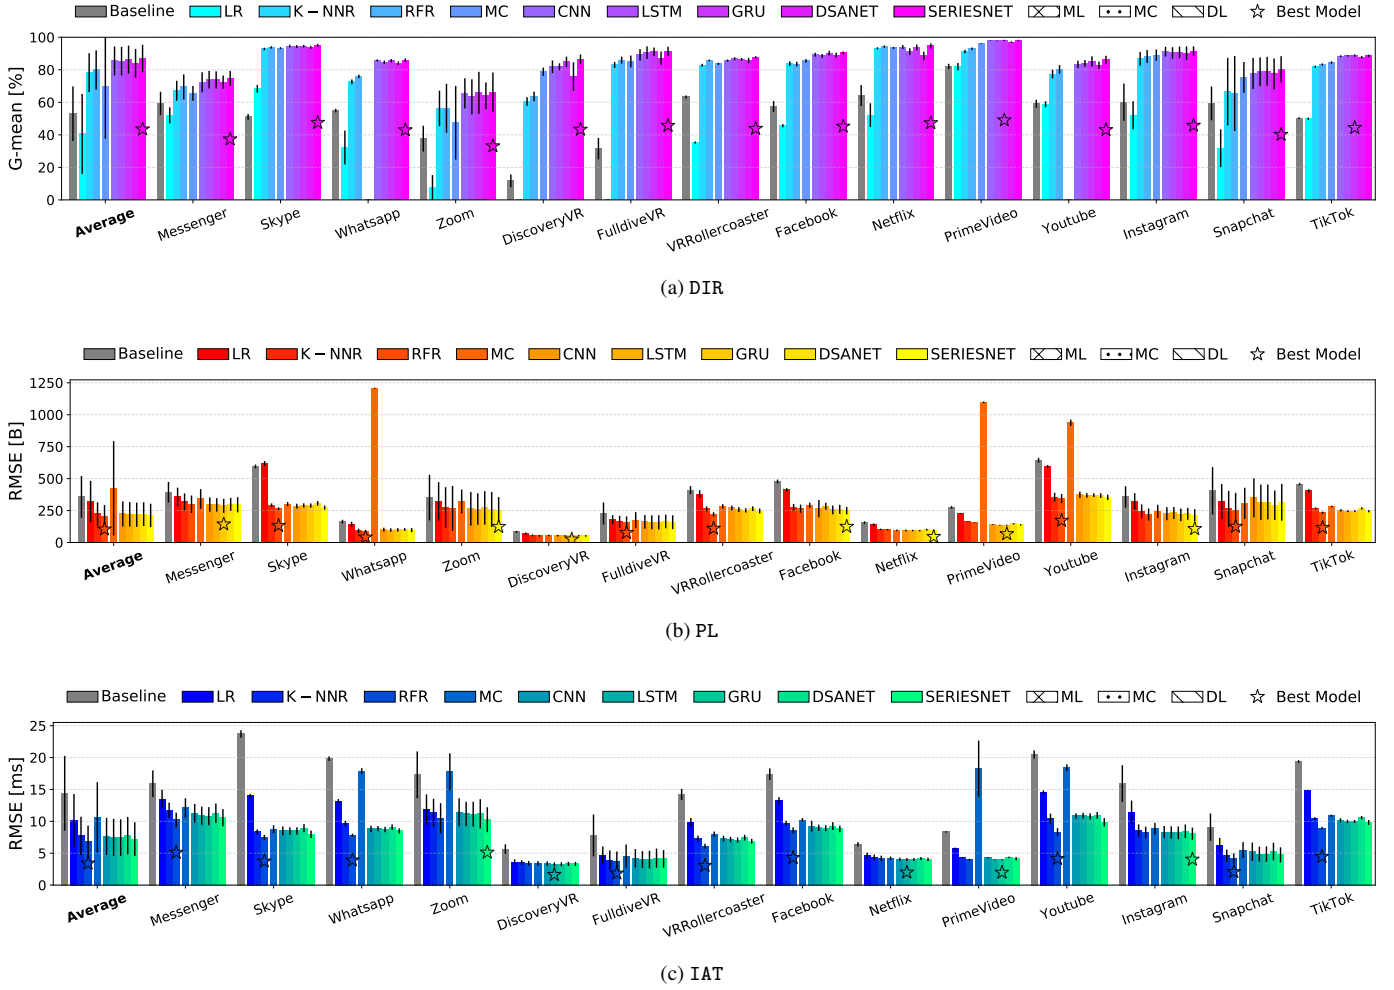 Baseline LR K−NNR RFR MC CNN LSTM GRU DSANET SERIESNET ML MC DL Best Model
G-mean [%]
100
80
60
40
20
0
Average Messenger Skype Whatsapp Zoom DiscoveryVR FulldiveVR VRRollercoaster Facebook Netflix PrimeVideo Youtube Instagram Snapchat TikTok
(a) DIR
Baseline LR K−NNR RFR MC CNN LSTM GRU DSANET SERIESNET ML MC DL Best Model
RMSE [B]
1250
1000
750
500
250
0
Average Messenger Skype Whatsapp Zoom DiscoveryVR FulldiveVR VRRollercoaster Facebook Netflix PrimeVideo Youtube Instagram Snapchat TikTok
(b) PL
Baseline LR K−NNR RFR MC CNN LSTM GRU DSANET SERIESNET ML MC DL Best Model
RMSE [ms]
25
20
15
10
5
0
Average Messenger Skype Whatsapp Zoom DiscoveryVR FulldiveVR VRRollercoaster Facebook Netflix PrimeVideo Youtube Instagram Snapchat TikTok
(c) IAT